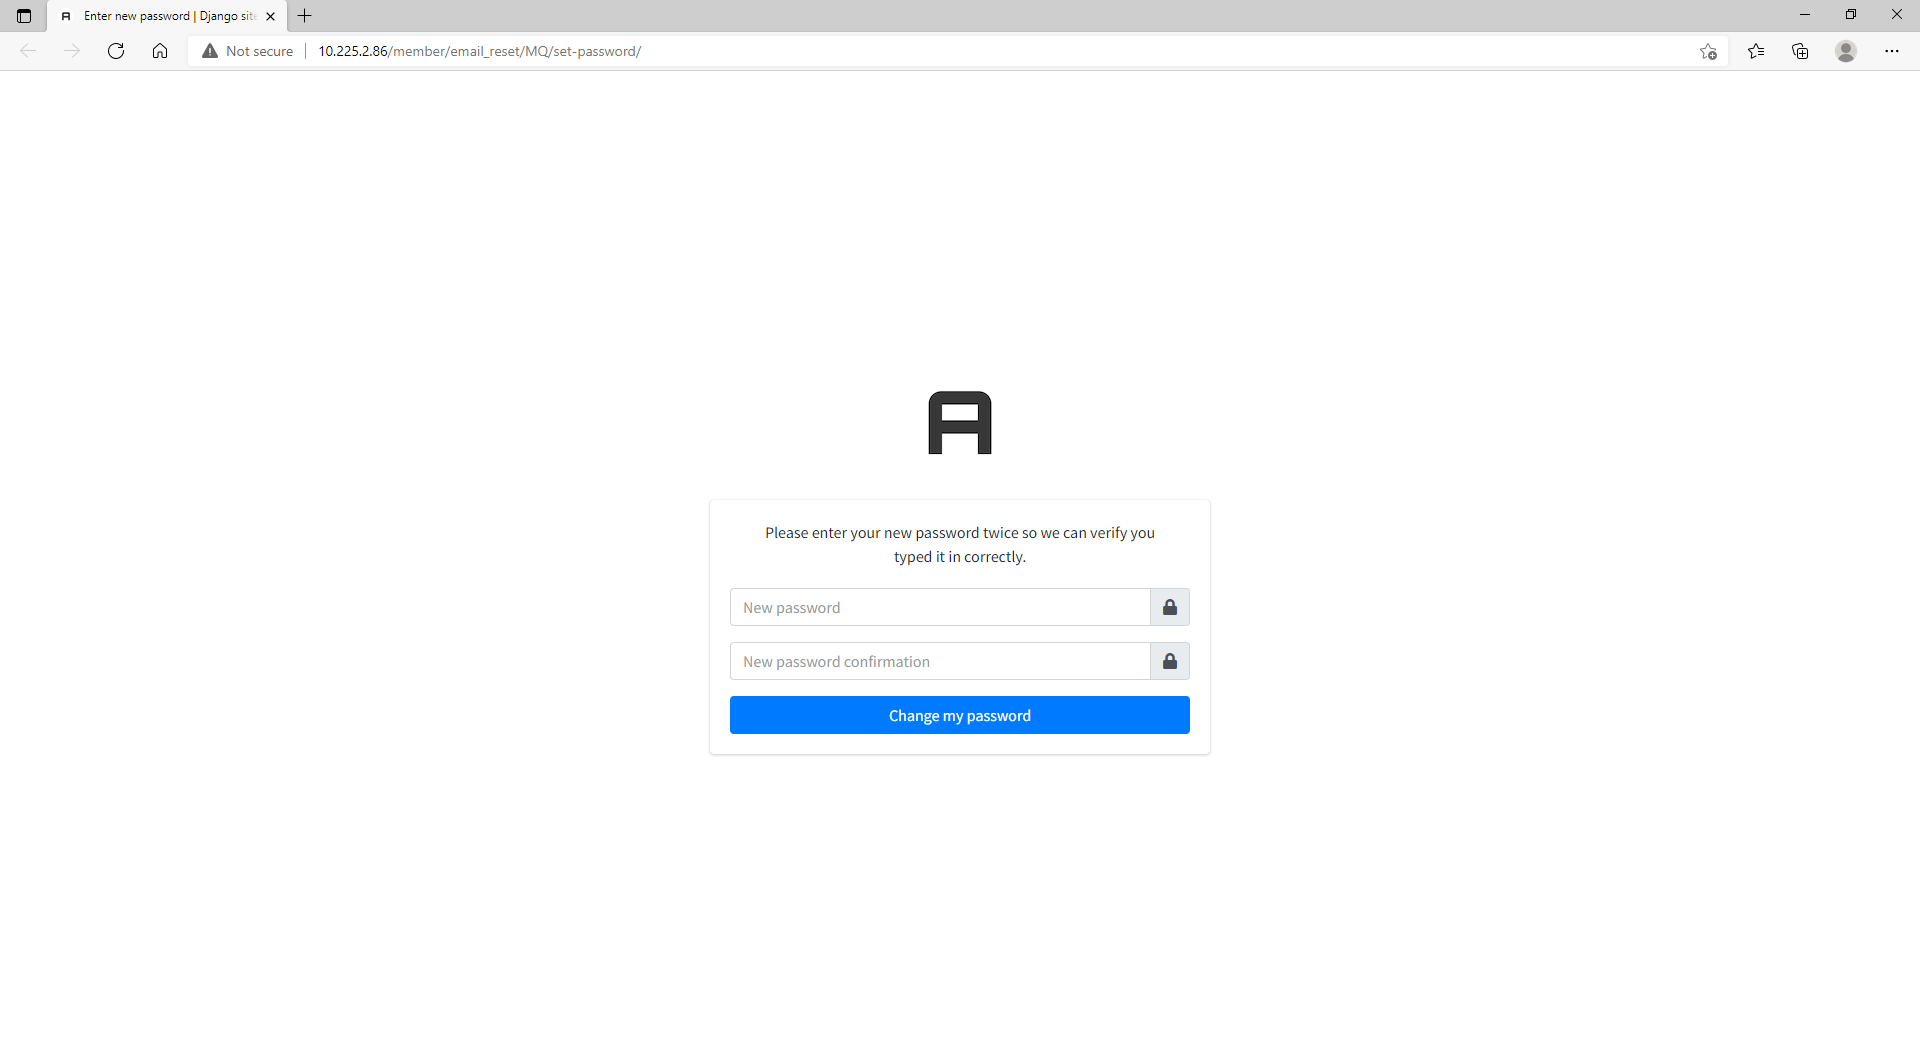 Enter new password | Django site
Not secure
10.225.2.86/member/email_reset/MQ/set-password/
A
Please enter your new password twice so we can verify you
typed it in correctly.
New password
New password confirmation
Change my password